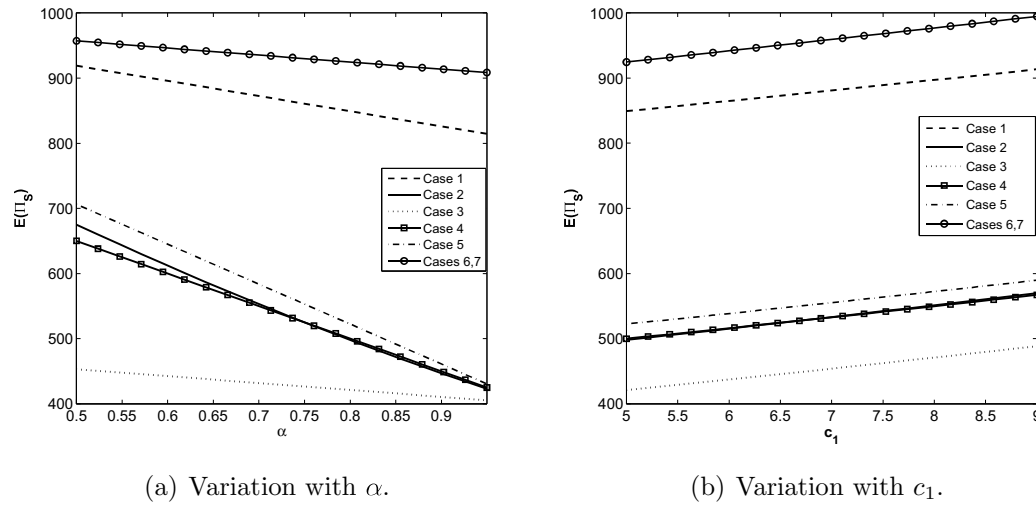 1000
900
800
700
600
500
400
E(Π_S)
0.5 0.55 0.6 0.65 0.7 0.75 0.8 0.85 0.9
α
Case 1
Case 2
Case 3
Case 4
Case 5
Cases 6,7
(a) Variation with α.
1000
900
800
700
600
500
400
E(Π_S)
5 5.5 6 6.5 7 7.5 8 8.5 9
c_1
Case 1
Case 2
Case 3
Case 4
Case 5
Cases 6,7
(b) Variation with c_1.